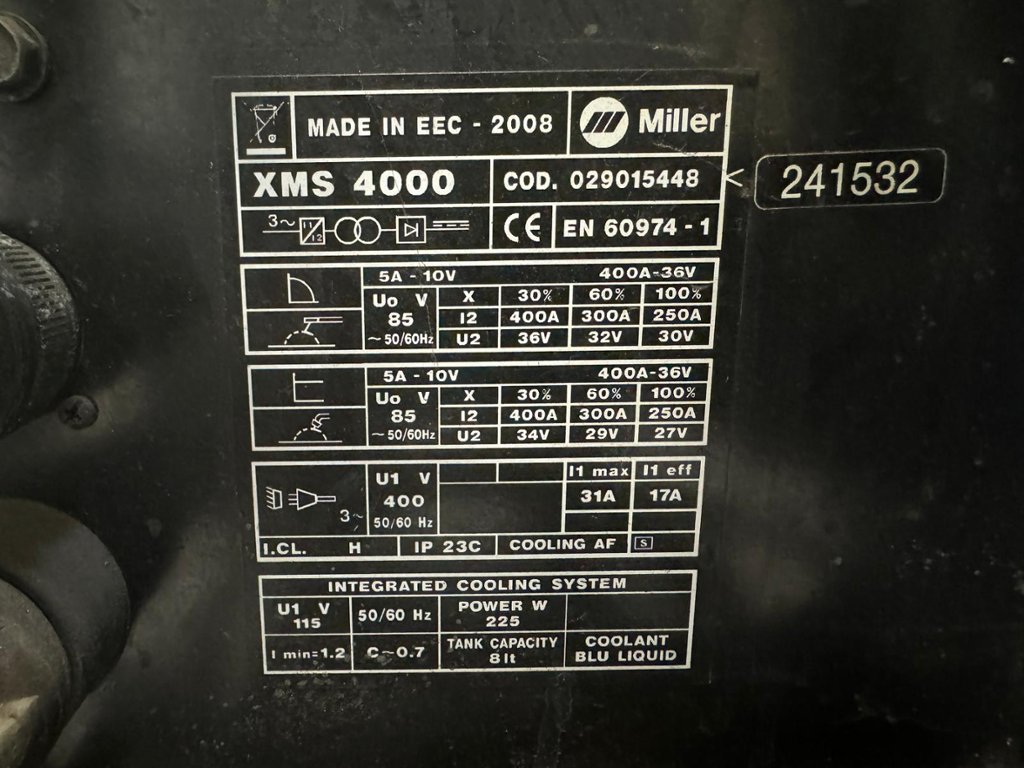 MADE IN EEC - 2008 Miller
XMS 4000 COD. 029015448 < 241532
3~ CE EN 60974 - 1
5A - 10V 400A-36V
Uo V X 30% 60% 100%
85 I2 400A 300A 250A
~50/60Hz U2 36V 32V 30V
5A - 10V 400A-36V
Uo V X 30% 60% 100%
85 I2 400A 300A 250A
~50/60Hz U2 34V 29V 27V
U1 V I1 max I1 eff
400 31A 17A
3~ 50/60 Hz
I.CL. H IP 23C COOLING AF S
INTEGRATED COOLING SYSTEM
U1 V 50/60 Hz POWER W
115 225
I min=1.2 C~0.7 TANK CAPACITY COOLANT
8lt BLU LIQUID